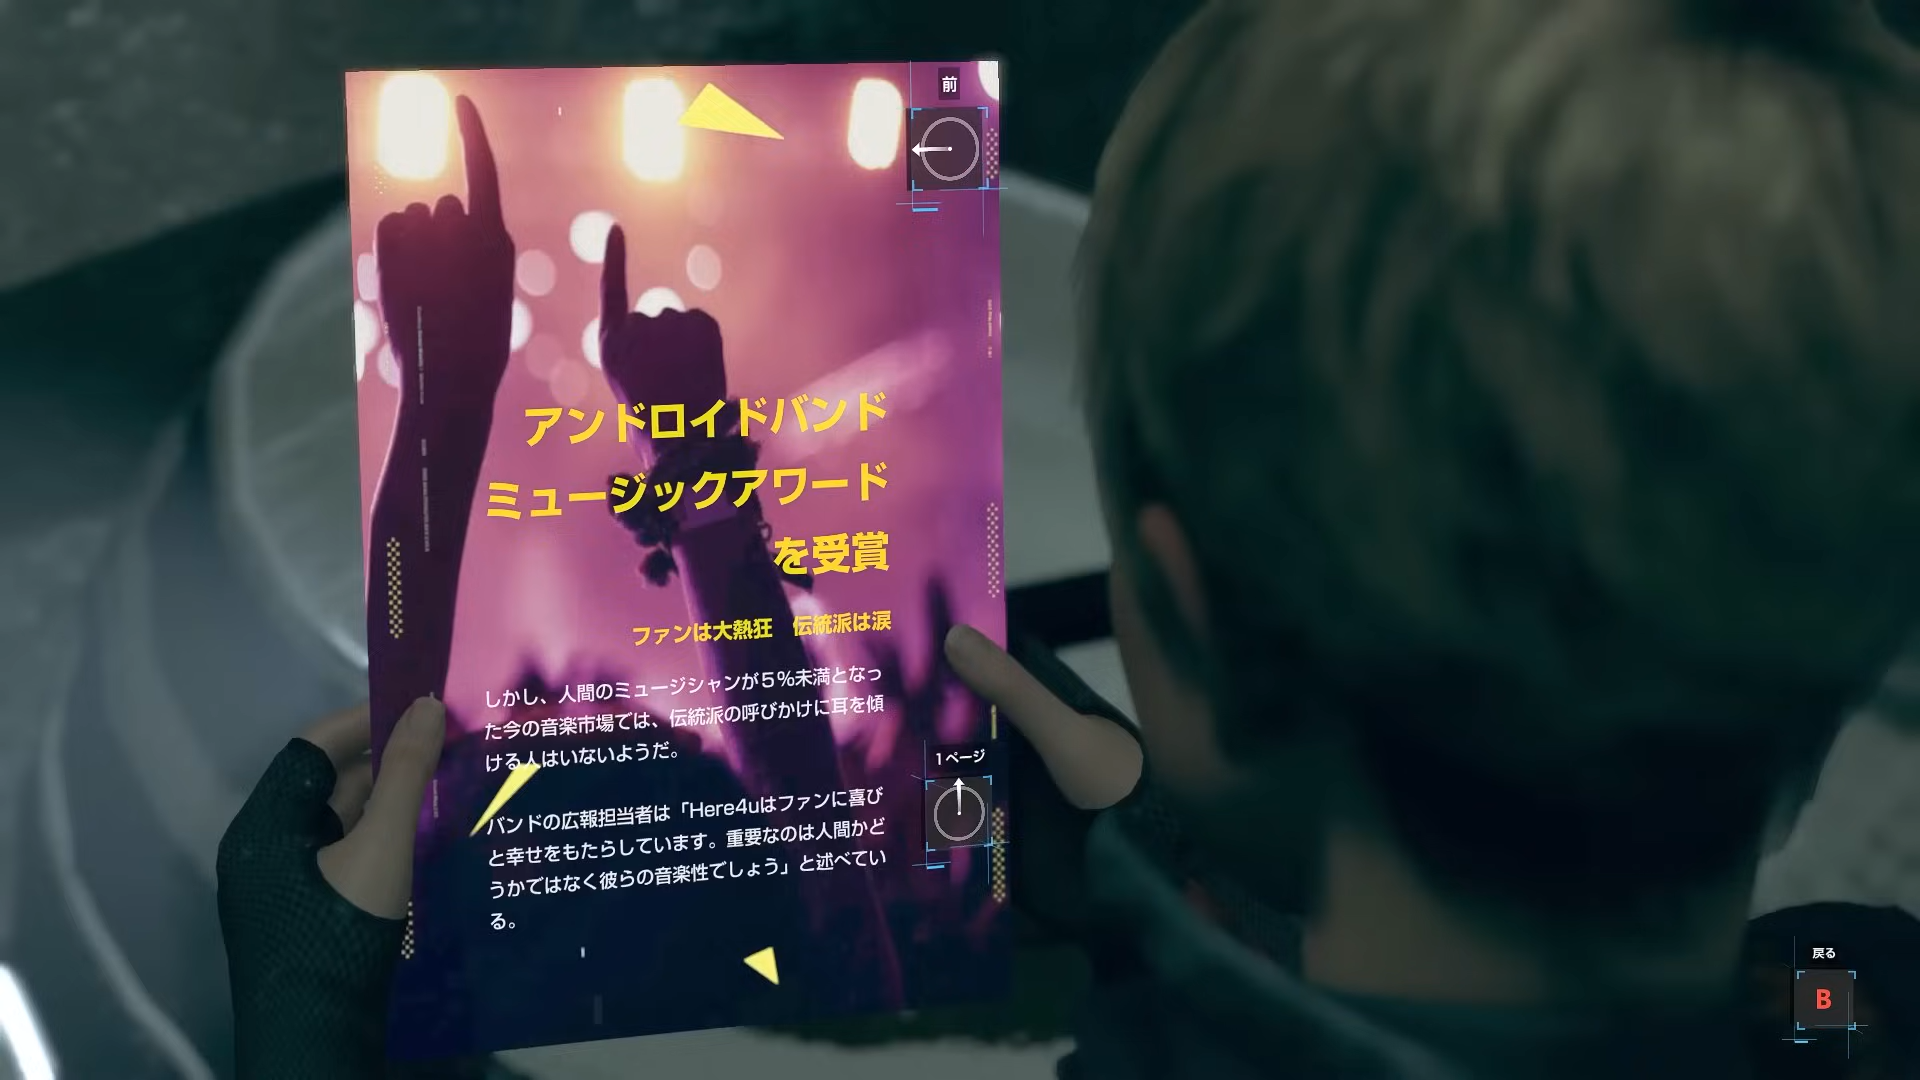 前
アンドロイドバンド
ミュージックアワード
を受賞
ファンは大熱狂　伝統派は涙
しかし、人間のミュージシャンが５％未満となっ
た今の音楽市場では、伝統派の呼びかけに耳を傾
ける人はいないようだ。
バンドの広報担当者は「Here4uはファンに喜び
と幸せをもたらしています。重要なのは人間かど
うかではなく彼らの音楽性でしょう」と述べてい
る。
1ページ
戻る
B